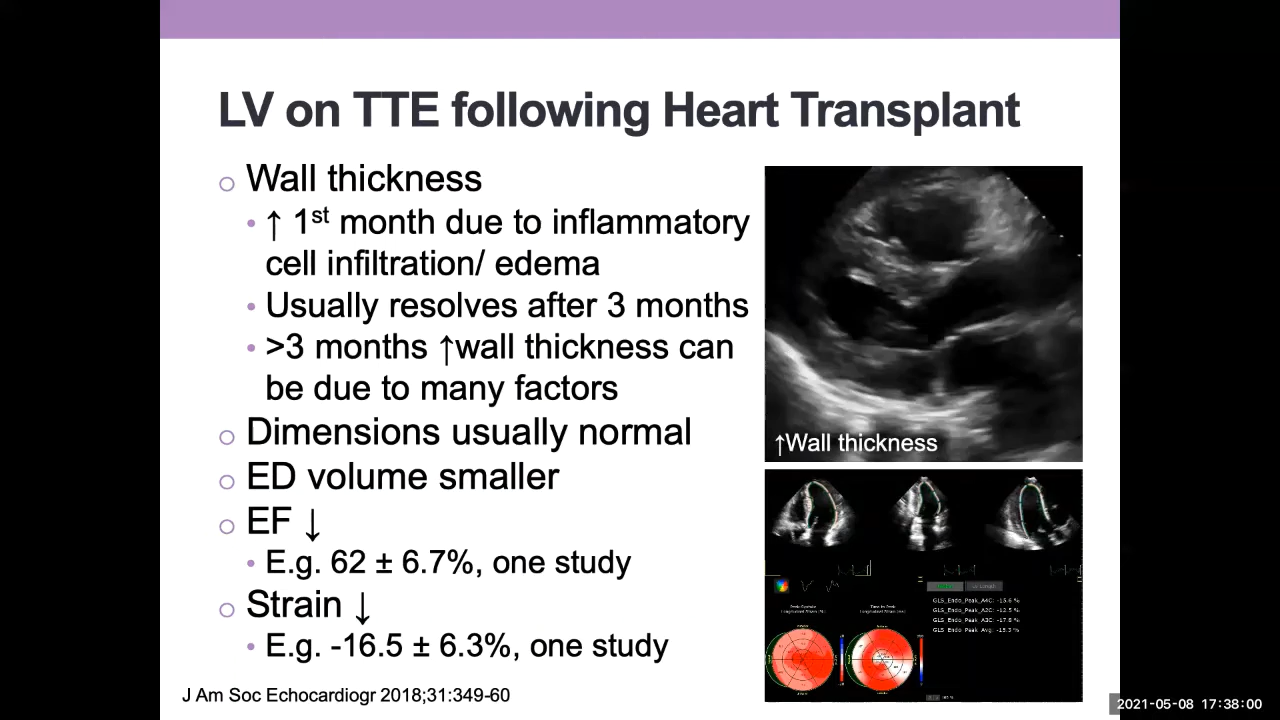 LV on TTE following Heart Transplant
○ Wall thickness
• ↑ 1st month due to inflammatory
cell infiltration/ edema
• Usually resolves after 3 months
• >3 months ↑wall thickness can
be due to many factors
○ Dimensions usually normal
○ ED volume smaller
○ EF ↓
• E.g. 62 ± 6.7%, one study
○ Strain ↓
• E.g. -16.5 ± 6.3%, one study
J Am Soc Echocardiogr 2018;31:349-60
↑Wall thickness
GLS_Endo_Peak_A4C: -15.6 %
GLS_Endo_Peak_A2C: -12.5 %
GLS_Endo_Peak_A3C: -17.8 %
GLS_Endo_Peak_Avg: -15.3 %
2021-05-08 17:38:00